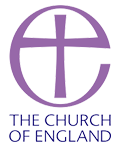 THE CHURCH
OF ENGLAND